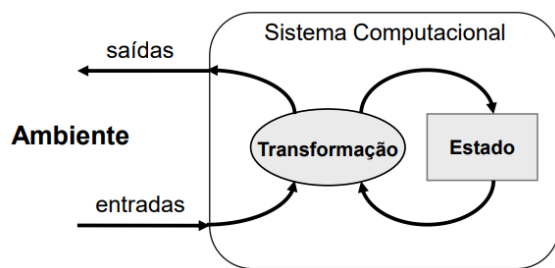 Sistema Computacional
saídas
Ambiente
Transformação
Estado
entradas